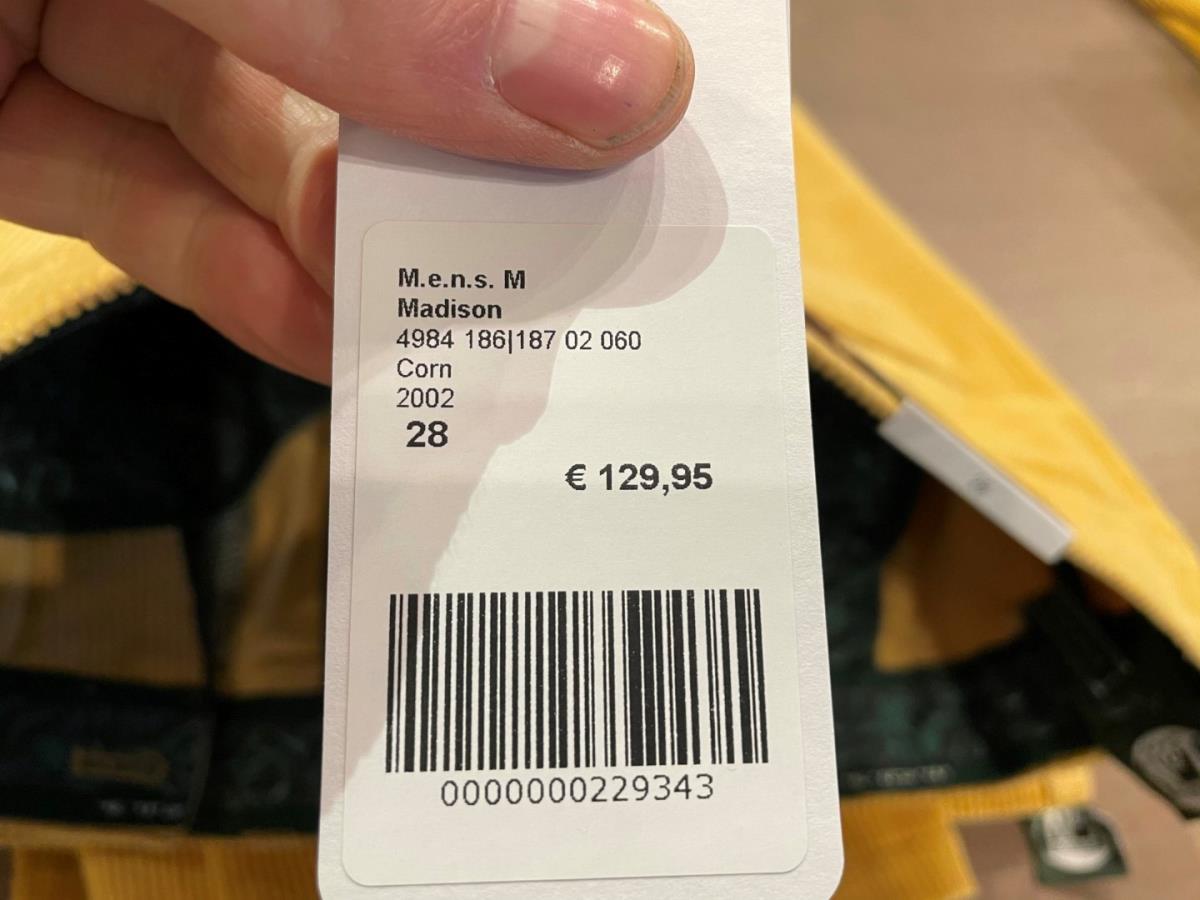 M.e.n.s. M
Madison
4984 186|187 02 060
Corn
2002
28
€ 129,95
0000000229343